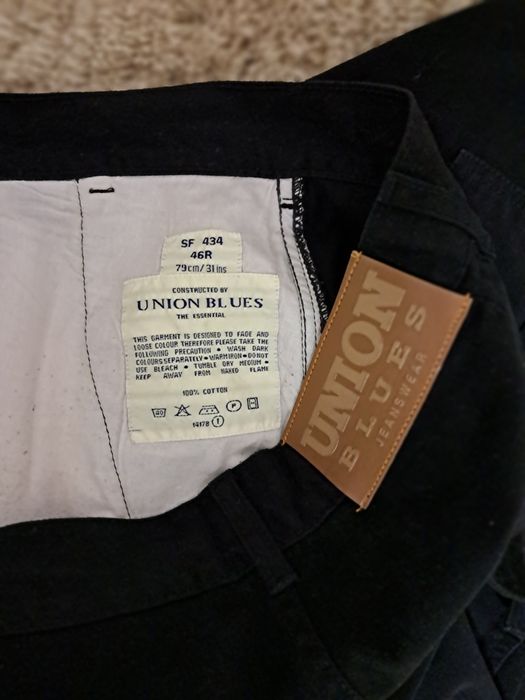 SF 434
46R
79cm/31ins
CONSTRUCTED BY
UNION BLUES
THE ESSENTIAL
THIS GARMENT IS DESIGNED TO FADE AND
LOOSE COLOUR THEREFORE PLEASE TAKE THE
FOLLOWING PRECAUTION • WASH DARK
COLOURS SEPARATELY • WARM IRON • DO NOT
USE BLEACH • TUMBLE DRY MEDIUM •
KEEP AWAY FROM NAKED FLAME
100% COTTON
P
14178 1
UNION
BLUES